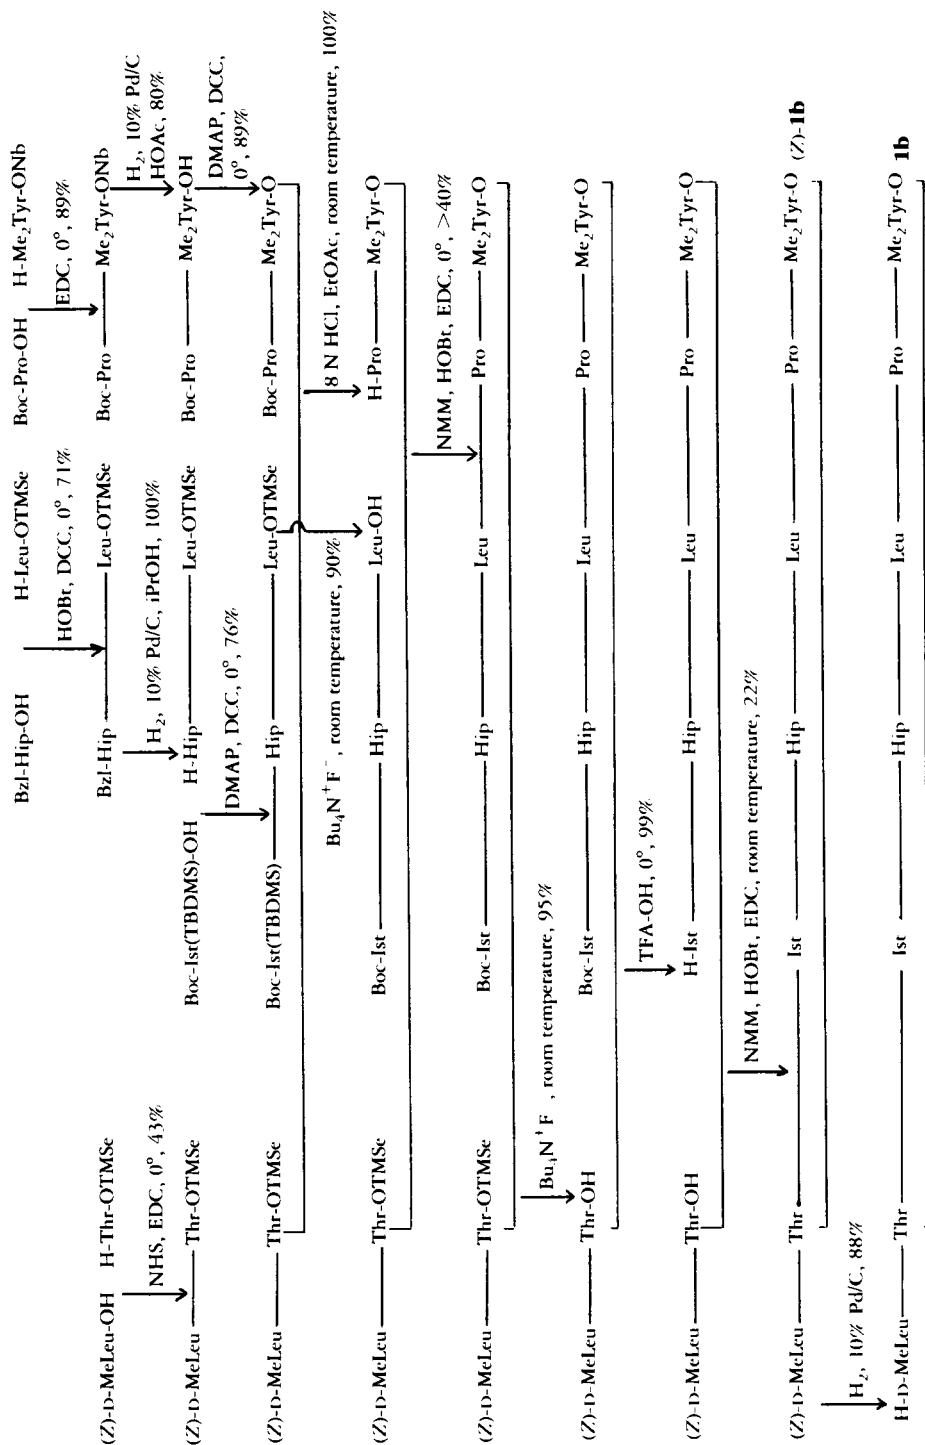 (Z)-D-MeLeu-OH H-Thr-OTMSe Bzl-Hip-OH H-Leu-OTMSe Boc-Pro-OH H-Me₂Tyr-ONb
NHS, EDC, 0°, 43% HOBt, DCC, 0°, 71% EDC, 0°, 89%
(Z)-D-MeLeu Thr-OTMSe Bzl-Hip Leu-OTMSe Boc-Pro Me₂Tyr-ONb
H₂, 10% Pd/C, iPrOH, 100% H₂, 10% Pd/C
HOAc, 80%
Boc-Ist(TBDMS)-OH H-Hip Leu-OTMSe Boc-Pro Me₂Tyr-OH
DMAP, DCC, 0°, 76% DMAP, DCC,
0°, 89%
(Z)-D-MeLeu Thr-OTMSe Boc-Ist(TBDMS) Hip Leu-OTMSe Boc-Pro Me₂Tyr-O
Bu₄N⁺F⁻, room temperature, 90% 8 N HCl, EtOAc, room temperature, 100%
(Z)-D-MeLeu Thr-OTMSe Boc-Ist Hip Leu-OH H-Pro Me₂Tyr-O
NMM, HOBt, EDC, 0°, >40%
(Z)-D-MeLeu Thr-OTMSe Boc-Ist Hip Leu Pro Me₂Tyr-O
Bu₄N⁺F⁻, room temperature, 95%
(Z)-D-MeLeu Thr-OH Boc-Ist Hip Leu Pro Me₂Tyr-O
TFA-OH, 0°, 99%
(Z)-D-MeLeu Thr-OH H-Ist Hip Leu Pro Me₂Tyr-O
NMM, HOBt, EDC, room temperature, 22%
(Z)-D-MeLeu Thr Ist Hip Leu Pro Me₂Tyr-O (Z)-1b
H₂, 10% Pd/C, 88%
H-D-MeLeu Thr Ist Hip Leu Pro Me₂Tyr-O 1b